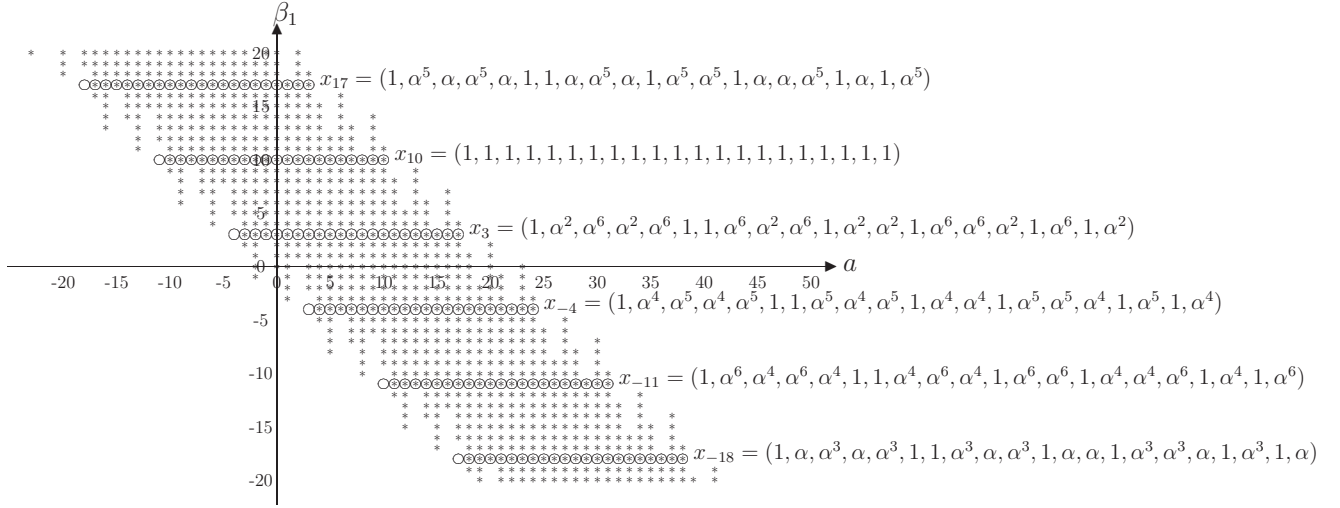 β₁
20
x₁₇ = (1, α⁵, α, α⁵, α, 1, 1, α, α⁵, α, 1, α⁵, α⁵, 1, α, α, α⁵, 1, α, 1, α⁵)
15
10
x₁₀ = (1, 1, 1, 1, 1, 1, 1, 1, 1, 1, 1, 1, 1, 1, 1, 1, 1, 1, 1, 1, 1)
5
x₃ = (1, α², α⁶, α², α⁶, 1, 1, α⁶, α², α⁶, 1, α², α², 1, α⁶, α⁶, α², 1, α⁶, 1, α²)
0 a
-20 -15 -10 -5 0 5 10 15 20 25 30 35 40 45 50
x₋₄ = (1, α⁴, α⁵, α⁴, α⁵, 1, 1, α⁵, α⁴, α⁵, 1, α⁴, α⁴, 1, α⁵, α⁵, α⁴, 1, α⁵, 1, α⁴)
-5
-10
x₋₁₁ = (1, α⁶, α⁴, α⁶, α⁴, 1, 1, α⁴, α⁶, α⁴, 1, α⁶, α⁶, 1, α⁴, α⁴, α⁶, 1, α⁴, 1, α⁶)
-15
x₋₁₈ = (1, α, α³, α, α³, 1, 1, α³, α, α³, 1, α, α, 1, α³, α³, α, 1, α³, 1, α)
-20